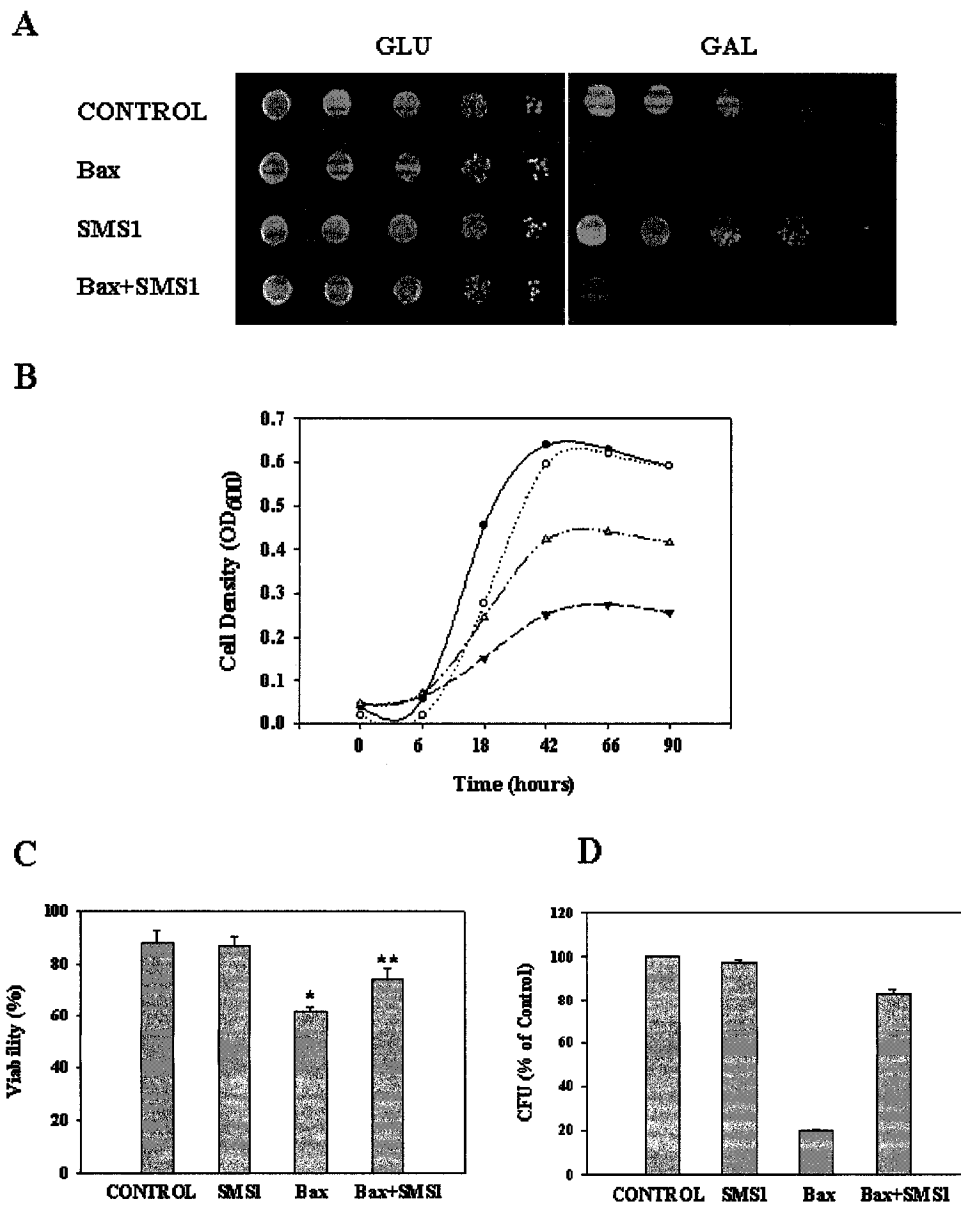 A
GLU GAL
CONTROL
Bax
SMS1
Bax+SMS1
B
Cell Density (OD600)
0.7
0.6
0.5
0.4
0.3
0.2
0.1
0.0
0 6 18 42 66 90
Time (hours)
C
Viability (%)
100
80
60
40
20
0
* **
CONTROL SMS1 Bax Bax+SMS1
D
CFU (% of Control)
120
100
80
60
40
20
0
CONTROL SMS1 Bax Bax+SMS1